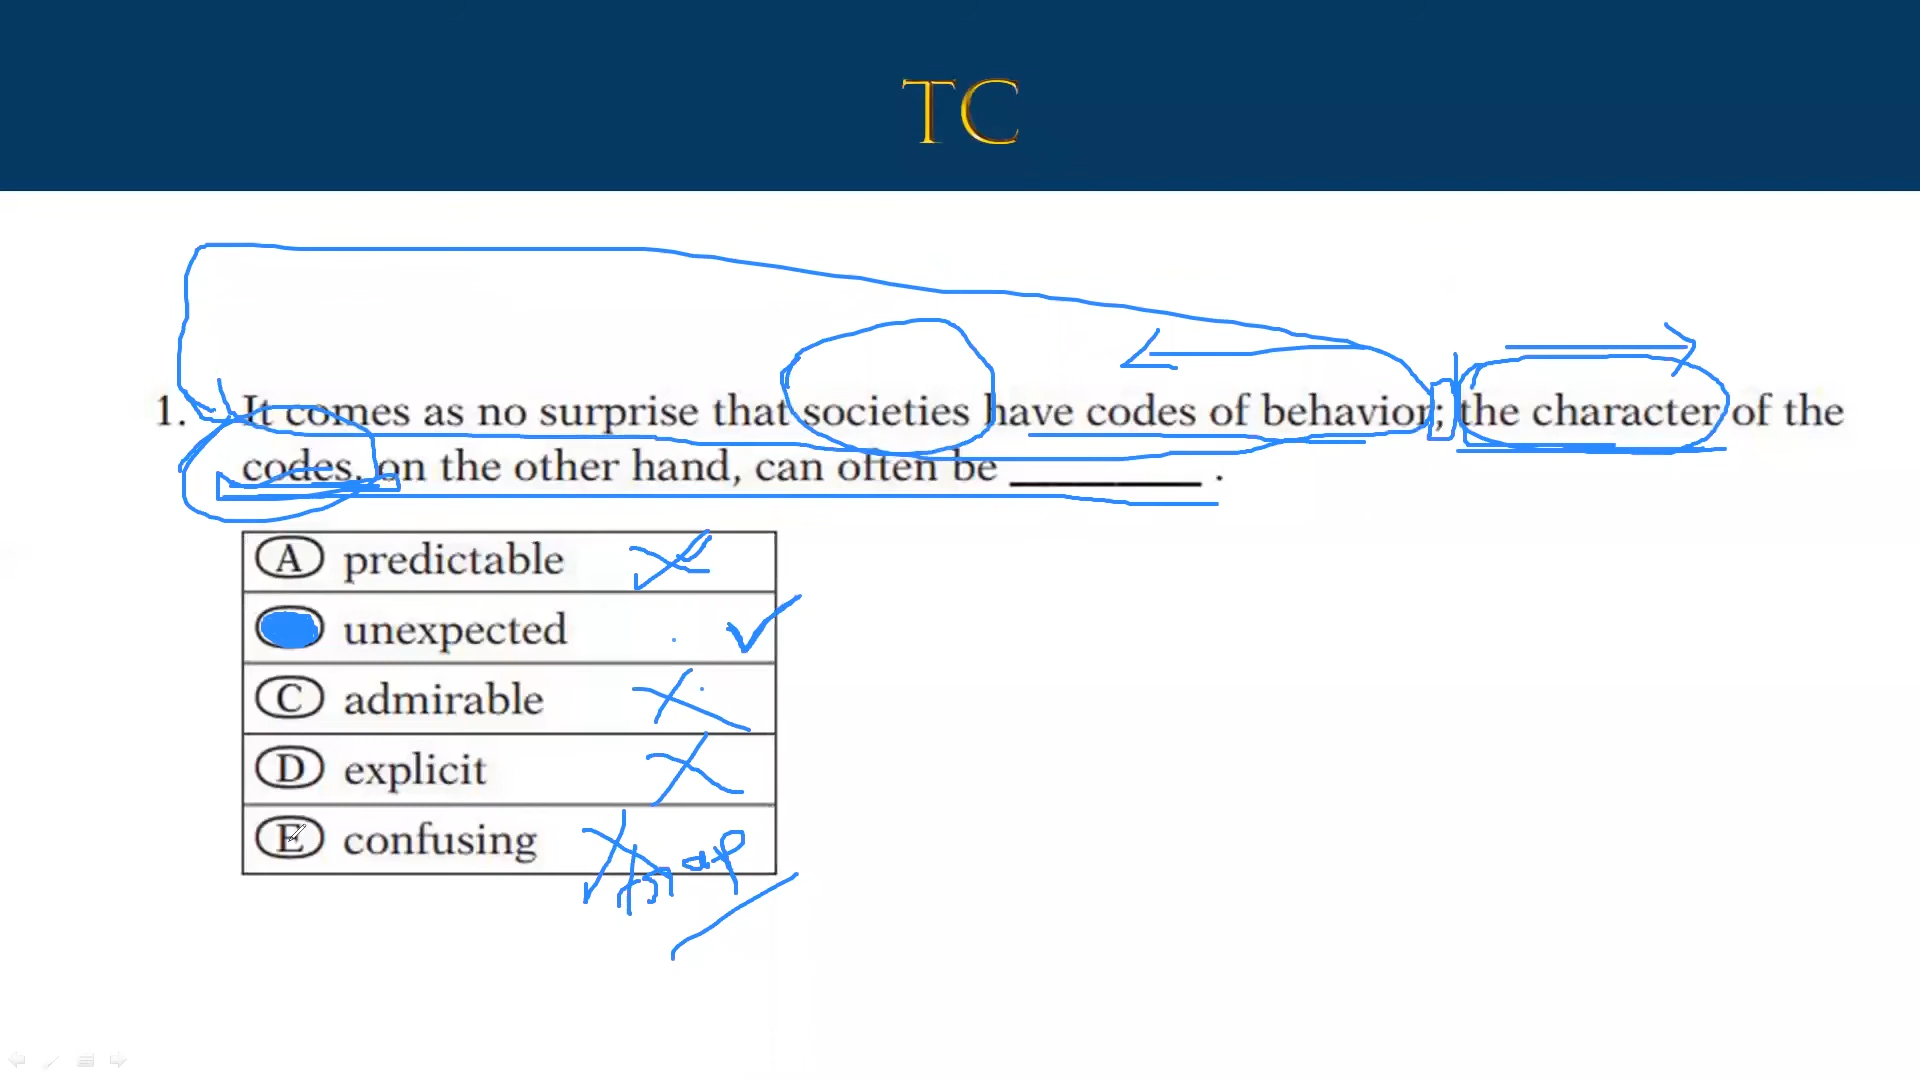 TC
1. It comes as no surprise that societies have codes of behavior; the character of the
codes, on the other hand, can often be __________ .
A predictable
unexpected
C admirable
D explicit
E confusing